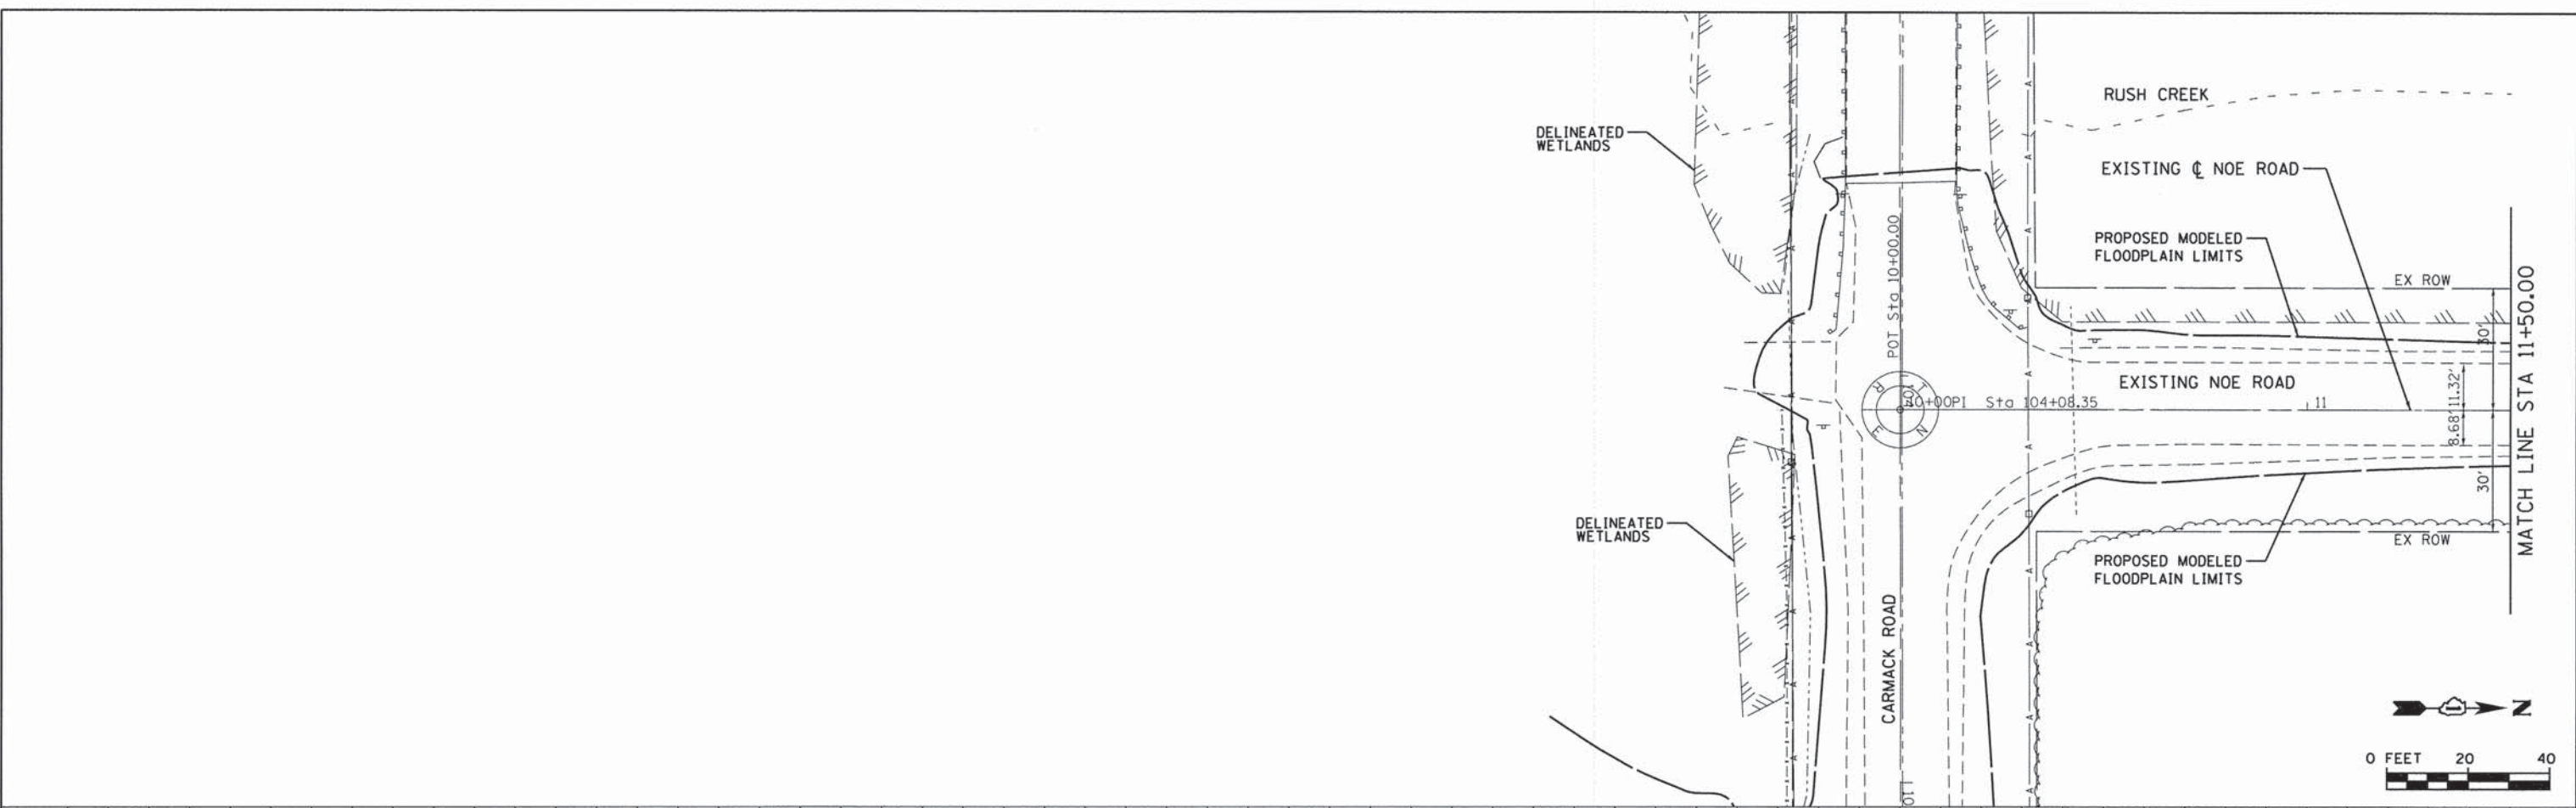 RUSH CREEK
DELINEATED
WETLANDS
EXISTING ℄ NOE ROAD
PROPOSED MODELED
FLOODPLAIN LIMITS
EX ROW
POT Sta 10+00.00
MATCH LINE STA 11+50.00
30'
EXISTING NOE ROAD
11.32'
8.68'
10+00PI Sta 104+08.35
11
30'
DELINEATED
WETLANDS
EX ROW
PROPOSED MODELED
FLOODPLAIN LIMITS
CARMACK ROAD
N
0 FEET 20 40